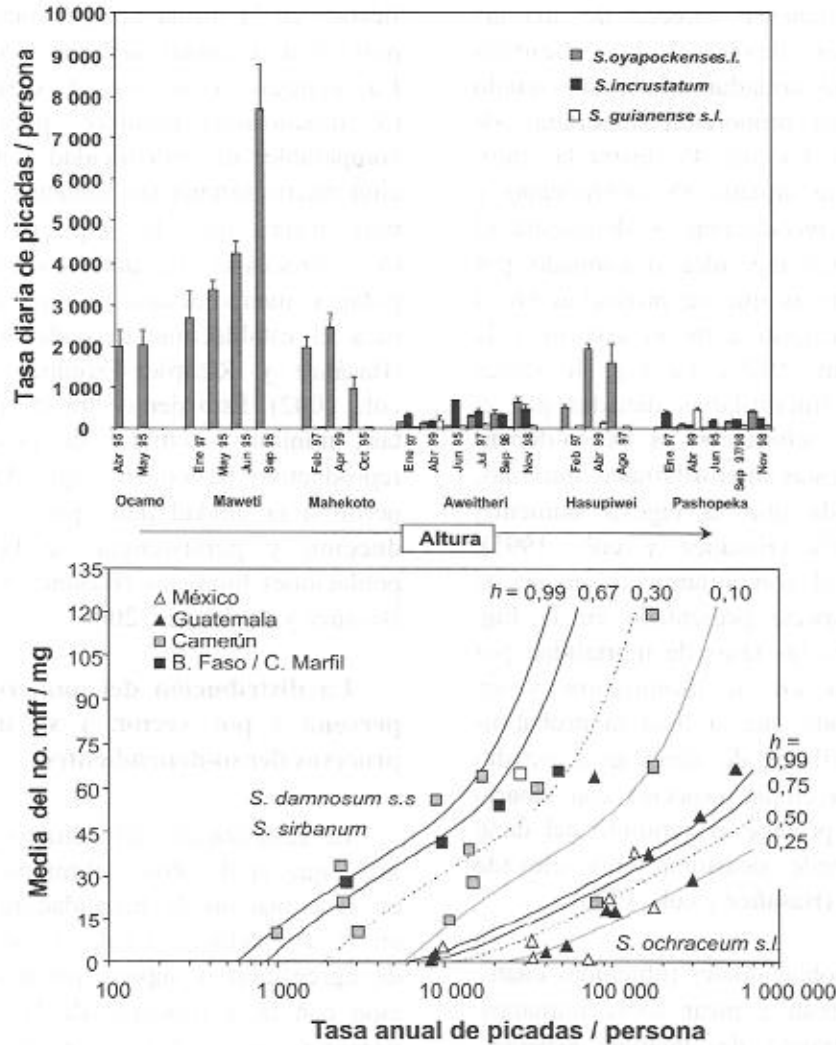 10 000
9 000
8 000
7 000
6 000
5 000
4 000
3 000
2 000
1 000
0
Tasa diaria de picadas / persona
S.oyapockenses.l.
S.incrustatum
S. guianense s.l.
Abr 95
May 95
Ene 97
May 95
Jun 95
Sep 95
Feb 97
Apr 99
Oct 95
Ene 97
Abr 99
Jun 95
Jul 97
Sep
Nov 98
Feb 98
Abr 99
Ago 97
Ene 97
Abr 99
Jun 98
Sep 97/98
Nov 98
Ocamo
Maweti
Mahekoto
Aweitheri
Hasupiwei
Pashopeka
Altura
135
120
105
90
75
60
45
30
15
0
Media del no. mff / mg
México
Guatemala
Camerún
B. Faso / C. Marfil
h = 0,99 0,67 0,30 0,10
h =
0,99
0,75
0,50
0,25
S. damnosum s.s
S. sirbanum
S. ochraceum s.l.
100
1 000
10 000
100 000
1 000 000
Tasa anual de picadas / persona